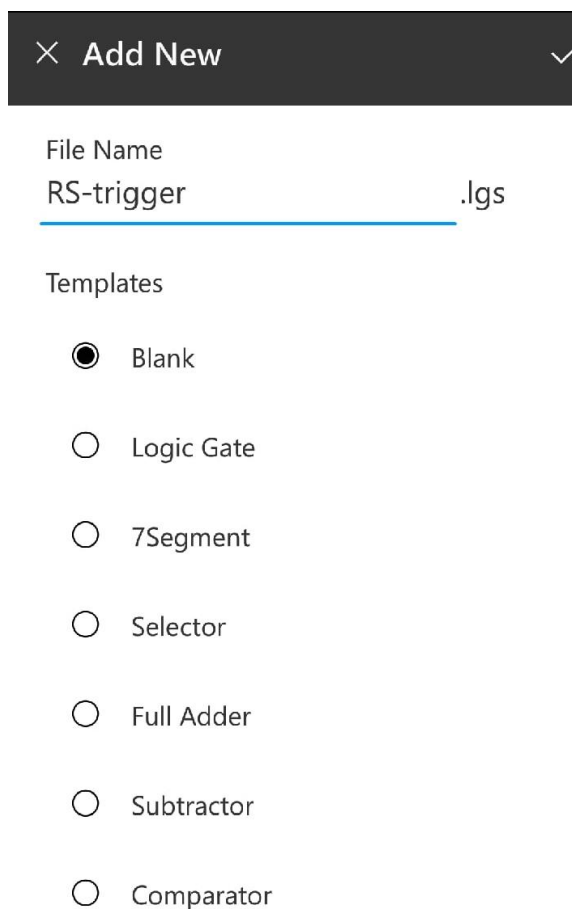 Add New
File Name
RS-trigger .lgs
Templates
Blank
Logic Gate
7Segment
Selector
Full Adder
Subtractor
Comparator